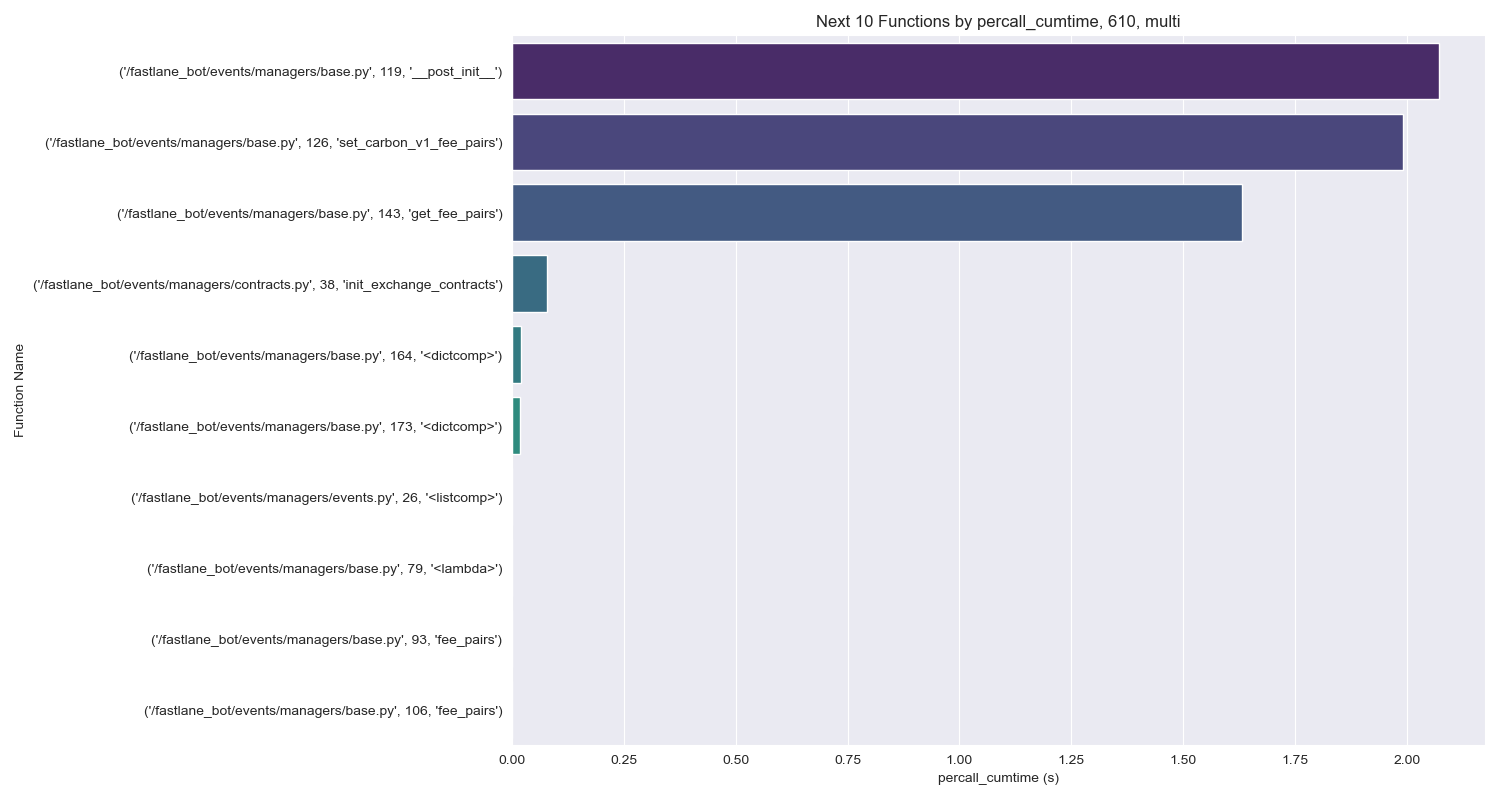 Next 10 Functions by percall_cumtime, 610, multi
('/fastlane_bot/events/managers/base.py', 119, '__post_init__')
('/fastlane_bot/events/managers/base.py', 126, 'set_carbon_v1_fee_pairs')
('/fastlane_bot/events/managers/base.py', 143, 'get_fee_pairs')
('/fastlane_bot/events/managers/contracts.py', 38, 'init_exchange_contracts')
('/fastlane_bot/events/managers/base.py', 164, '<dictcomp>')
('/fastlane_bot/events/managers/base.py', 173, '<dictcomp>')
('/fastlane_bot/events/managers/events.py', 26, '<listcomp>')
('/fastlane_bot/events/managers/base.py', 79, '<lambda>')
('/fastlane_bot/events/managers/base.py', 93, 'fee_pairs')
('/fastlane_bot/events/managers/base.py', 106, 'fee_pairs')
Function Name
0.00 0.25 0.50 0.75 1.00 1.25 1.50 1.75 2.00
percall_cumtime (s)